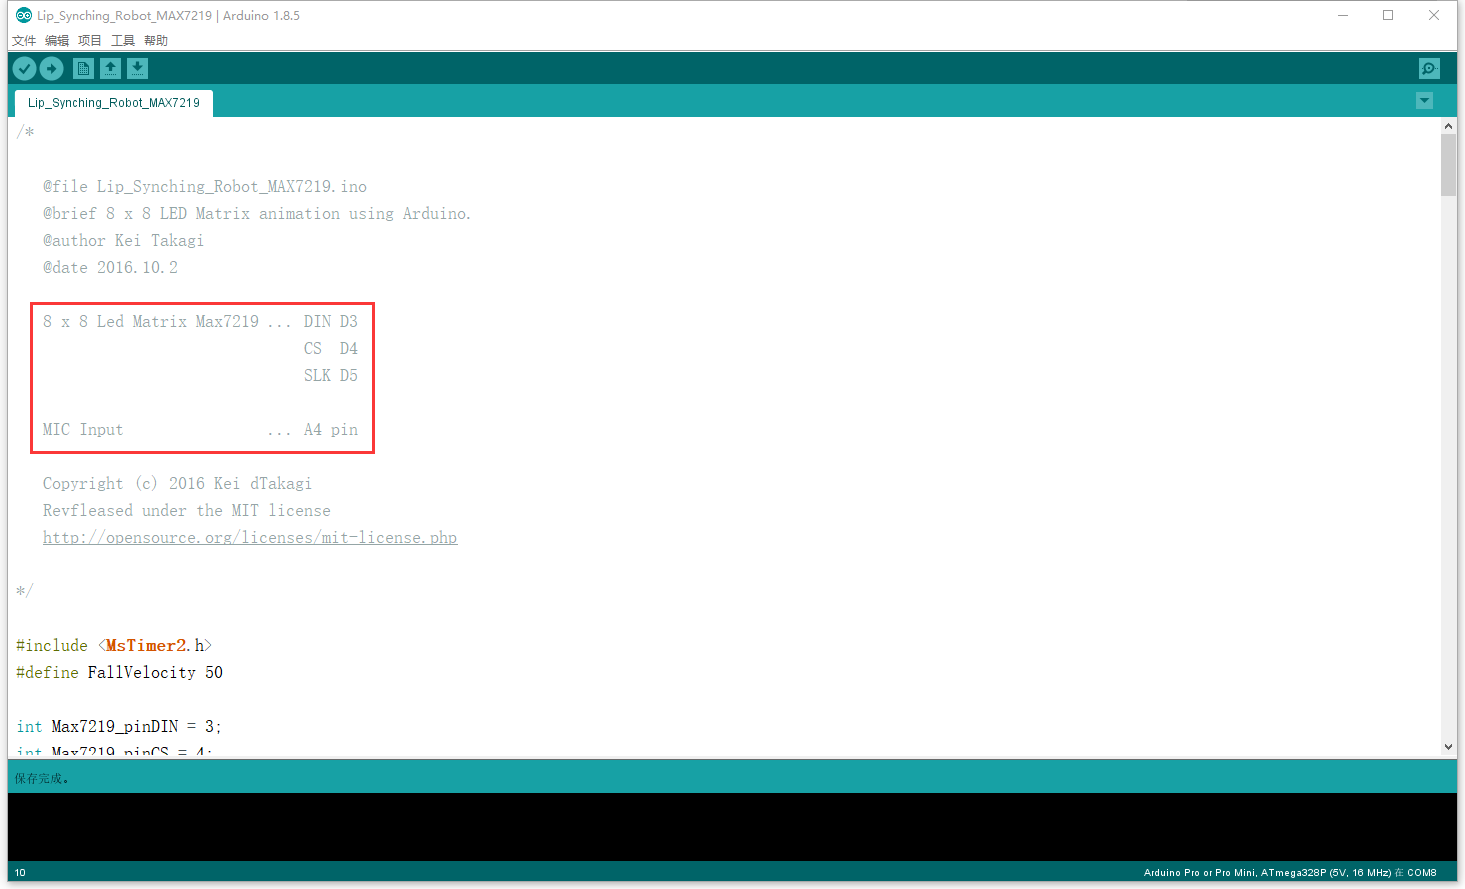 Lip_Synching_Robot_MAX7219 | Arduino 1.8.5
文件 编辑 项目 工具 帮助
Lip_Synching_Robot_MAX7219
/*
@file Lip_Synching_Robot_MAX7219.ino
@brief 8 x 8 LED Matrix animation using Arduino.
@author Kei Takagi
@date 2016.10.2
8 x 8 Led Matrix Max7219 ... DIN D3
CS D4
SLK D5
MIC Input ... A4 pin
Copyright (c) 2016 Kei dTakagi
Revfleased under the MIT license
http://opensource.org/licenses/mit-license.php
*/
#include <MsTimer2.h>
#define FallVelocity 50
int Max7219_pinDIN = 3;
int Max7219_pinCS = 4;
保存完成。
10 Arduino Pro or Pro Mini, ATmega328P (5V, 16 MHz) 在 COM8